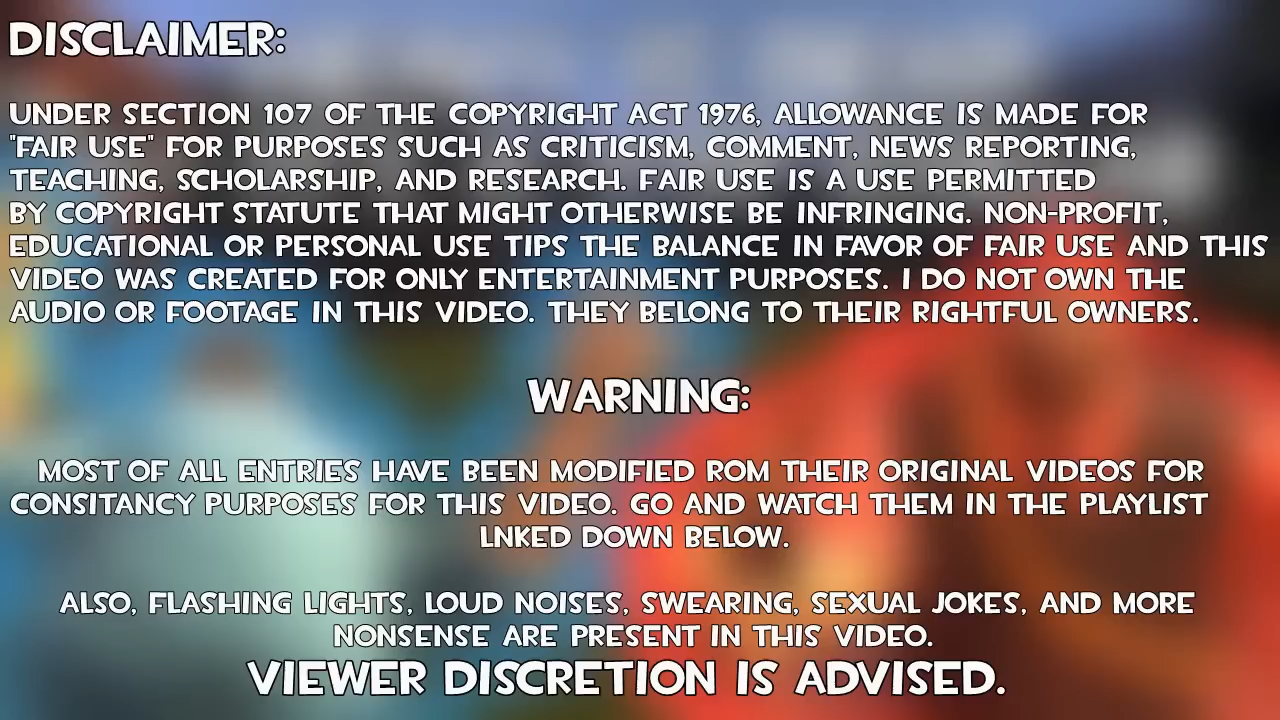 DISCLAIMER:
UNDER SECTION 107 OF THE COPYRIGHT ACT 1976, ALLOWANCE IS MADE FOR
"FAIR USE" FOR PURPOSES SUCH AS CRITICISM, COMMENT, NEWS REPORTING,
TEACHING, SCHOLARSHIP, AND RESEARCH. FAIR USE IS A USE PERMITTED
BY COPYRIGHT STATUTE THAT MIGHT OTHERWISE BE INFRINGING. NON-PROFIT,
EDUCATIONAL OR PERSONAL USE TIPS THE BALANCE IN FAVOR OF FAIR USE AND THIS
VIDEO WAS CREATED FOR ONLY ENTERTAINMENT PURPOSES. I DO NOT OWN THE
AUDIO OR FOOTAGE IN THIS VIDEO. THEY BELONG TO THEIR RIGHTFUL OWNERS.
WARNING:
MOST OF ALL ENTRIES HAVE BEEN MODIFIED ROM THEIR ORIGINAL VIDEOS FOR
CONSITANCY PURPOSES FOR THIS VIDEO. GO AND WATCH THEM IN THE PLAYLIST
LNKED DOWN BELOW.
ALSO, FLASHING LIGHTS, LOUD NOISES, SWEARING, SEXUAL JOKES, AND MORE
NONSENSE ARE PRESENT IN THIS VIDEO.
VIEWER DISCRETION IS ADVISED.